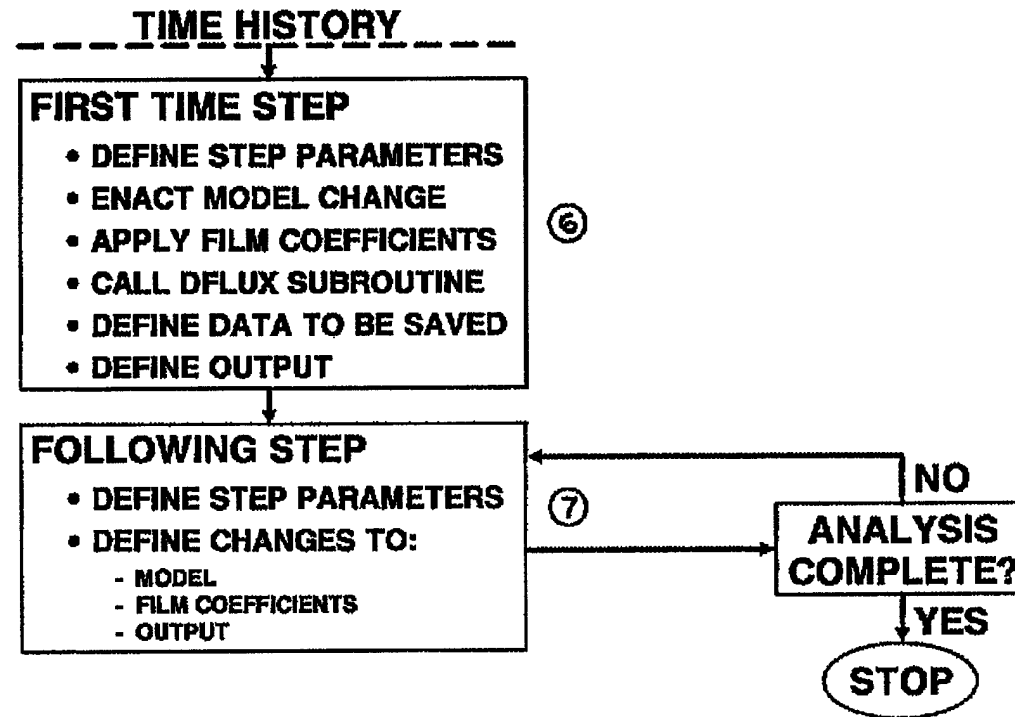 TIME HISTORY
FIRST TIME STEP
• DEFINE STEP PARAMETERS
• ENACT MODEL CHANGE
• APPLY FILM COEFFICIENTS
• CALL DFLUX SUBROUTINE
• DEFINE DATA TO BE SAVED
• DEFINE OUTPUT
⑥
FOLLOWING STEP
• DEFINE STEP PARAMETERS
• DEFINE CHANGES TO:
- MODEL
- FILM COEFFICIENTS
- OUTPUT
⑦
NO
ANALYSIS
COMPLETE?
YES
STOP